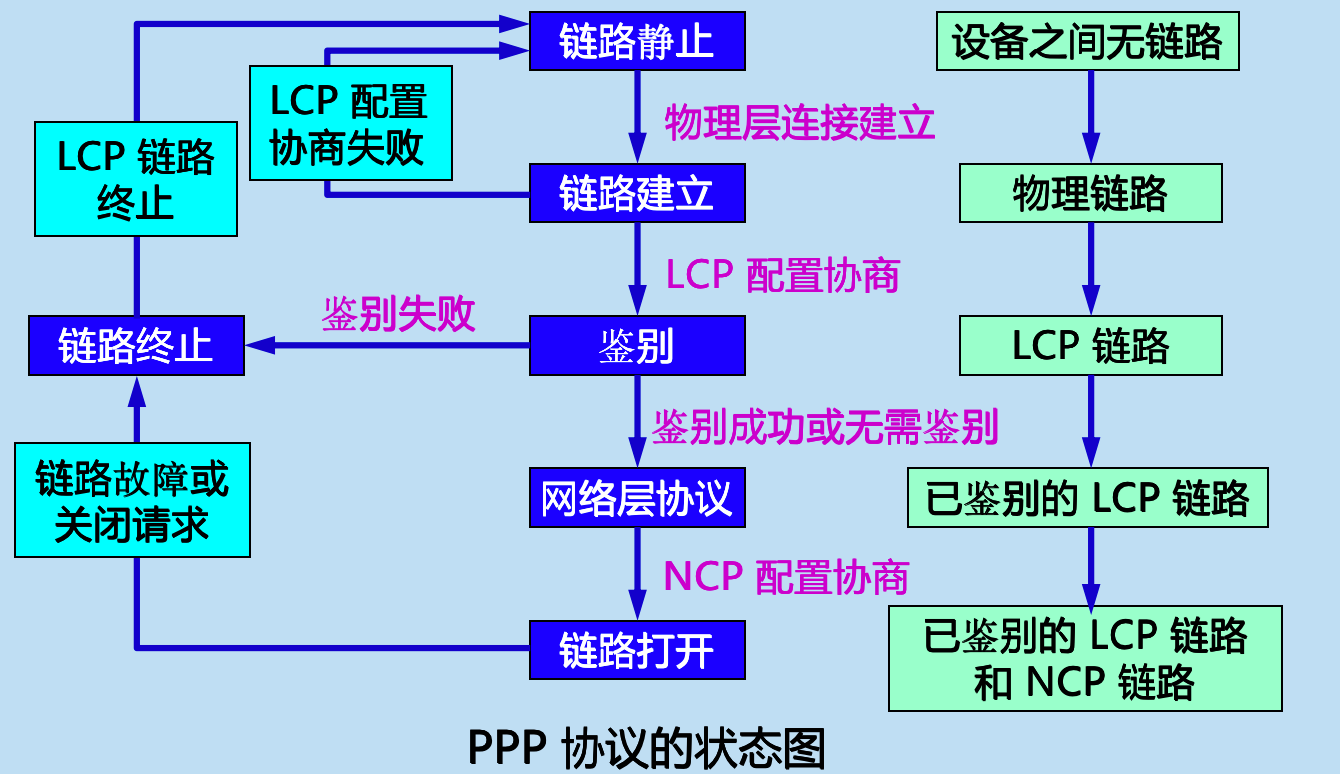 链路静止
设备之间无链路
LCP 配置
协商失败
物理层连接建立
LCP 链路
终止
链路建立
物理链路
LCP 配置协商
鉴别失败
链路终止
鉴别
LCP 链路
鉴别成功或无需鉴别
链路故障或
关闭请求
网络层协议
已鉴别的 LCP 链路
NCP 配置协商
链路打开
已鉴别的 LCP 链路
和 NCP 链路
PPP 协议的状态图